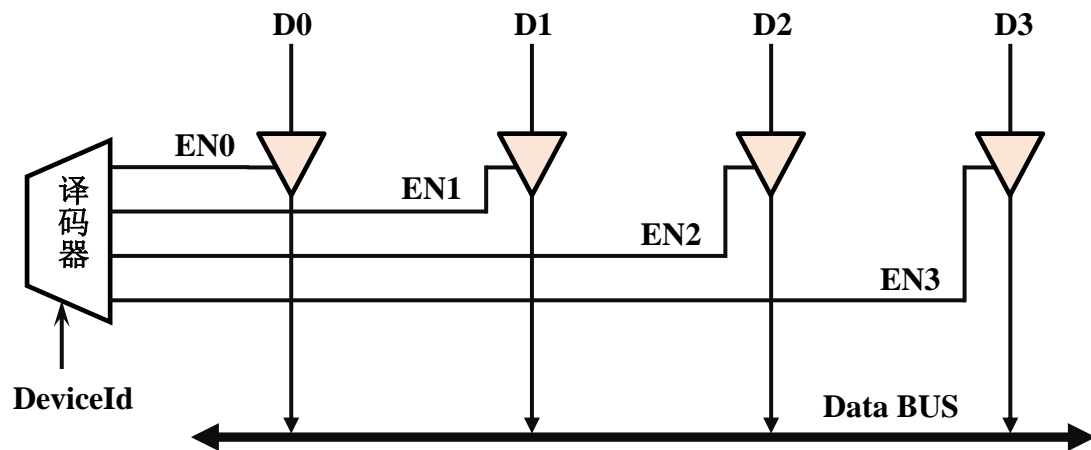 D0 D1 D2 D3
EN0
EN1
EN2
EN3
译码器
DeviceId
Data BUS